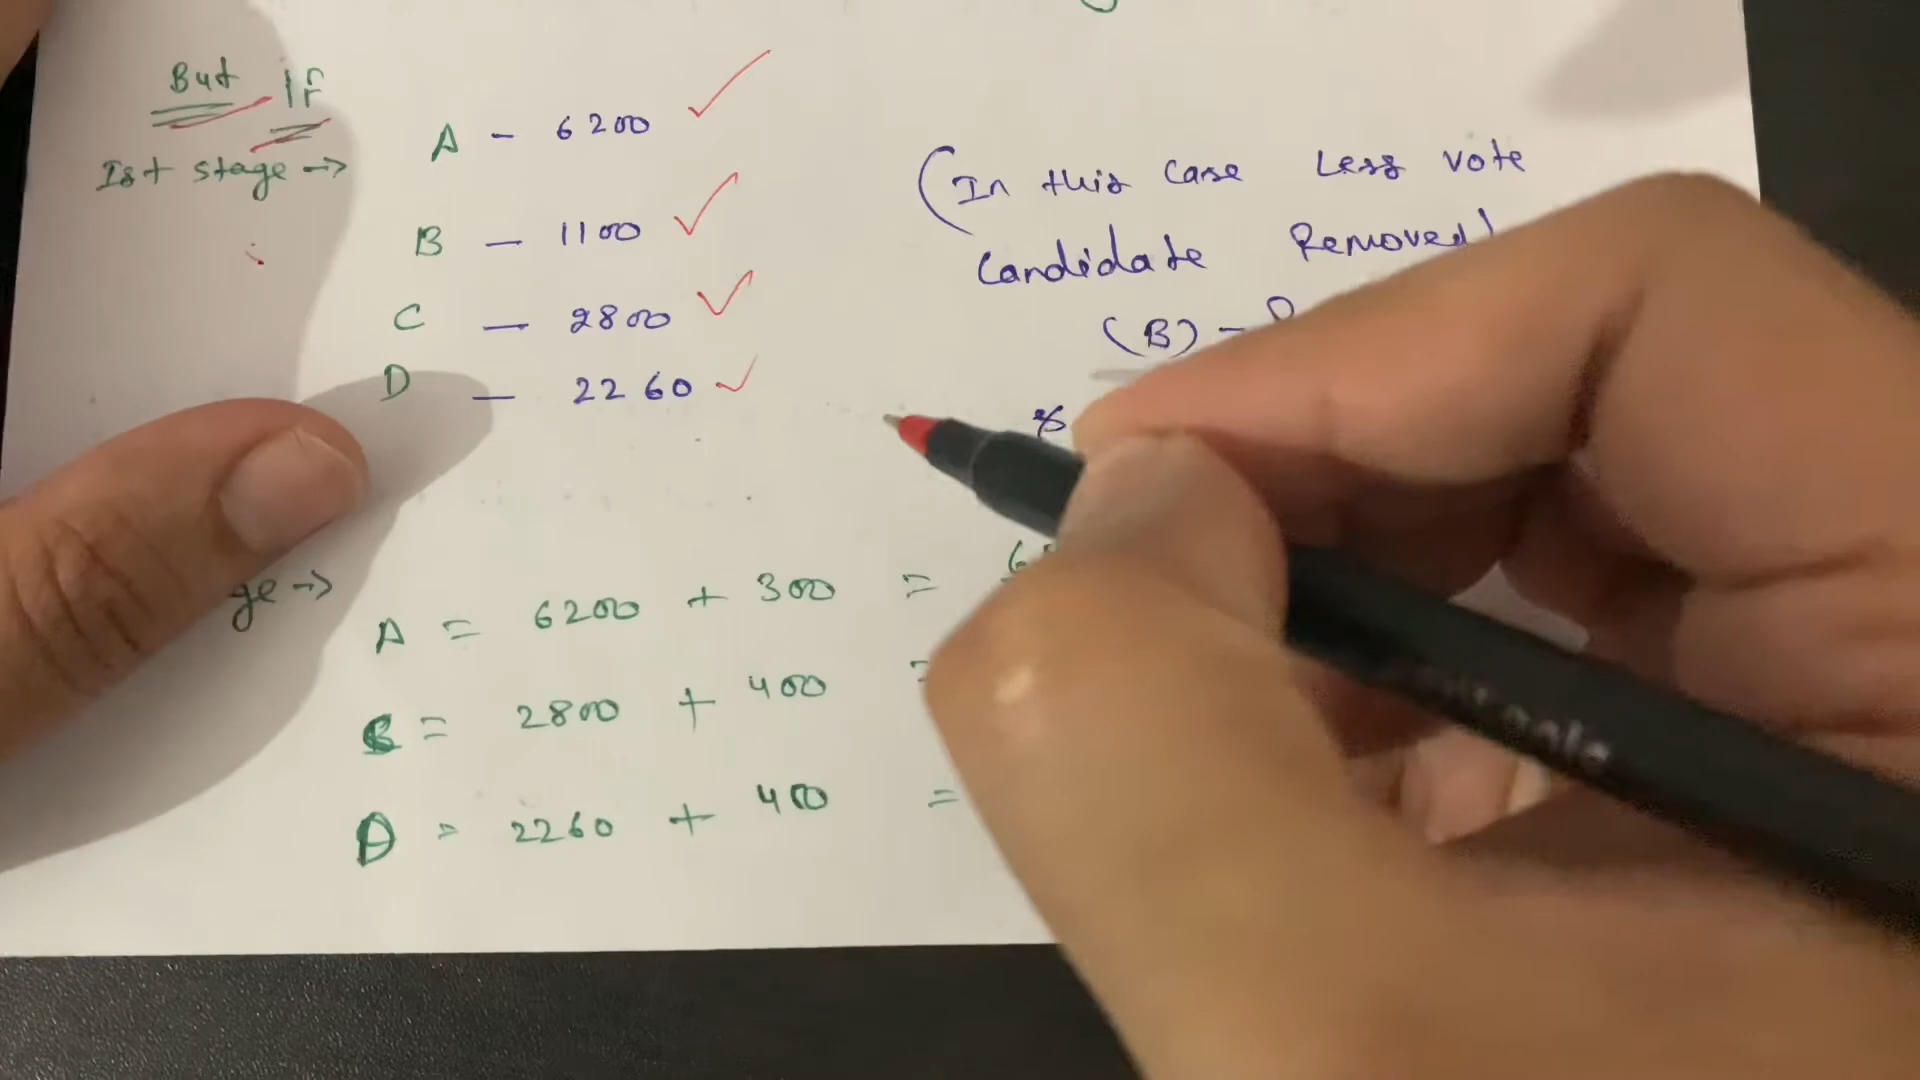 But If
Ist stage →
A - 6200
B - 1100
C - 2800
D - 2260
(In this case Less vote
candidate Removed)
(B) -
&
ge →
A = 6200 + 300 =
C = 2800 + 400 =
D = 2260 + 400 =